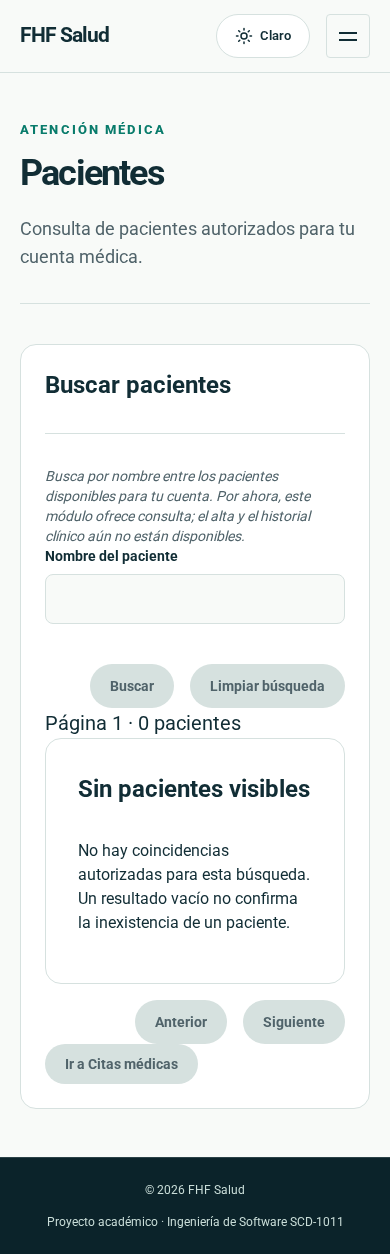 FHF Salud
Claro
ATENCIÓN MÉDICA
Pacientes
Consulta de pacientes autorizados para tu
cuenta médica.
Buscar pacientes
Busca por nombre entre los pacientes
disponibles para tu cuenta. Por ahora, este
módulo ofrece consulta; el alta y el historial
clínico aún no están disponibles.
Nombre del paciente
Buscar
Limpiar búsqueda
Página 1 · 0 pacientes
Sin pacientes visibles
No hay coincidencias
autorizadas para esta búsqueda.
Un resultado vacío no confirma
la inexistencia de un paciente.
Anterior
Siguiente
Ir a Citas médicas
© 2026 FHF Salud
Proyecto académico · Ingeniería de Software SCD-1011